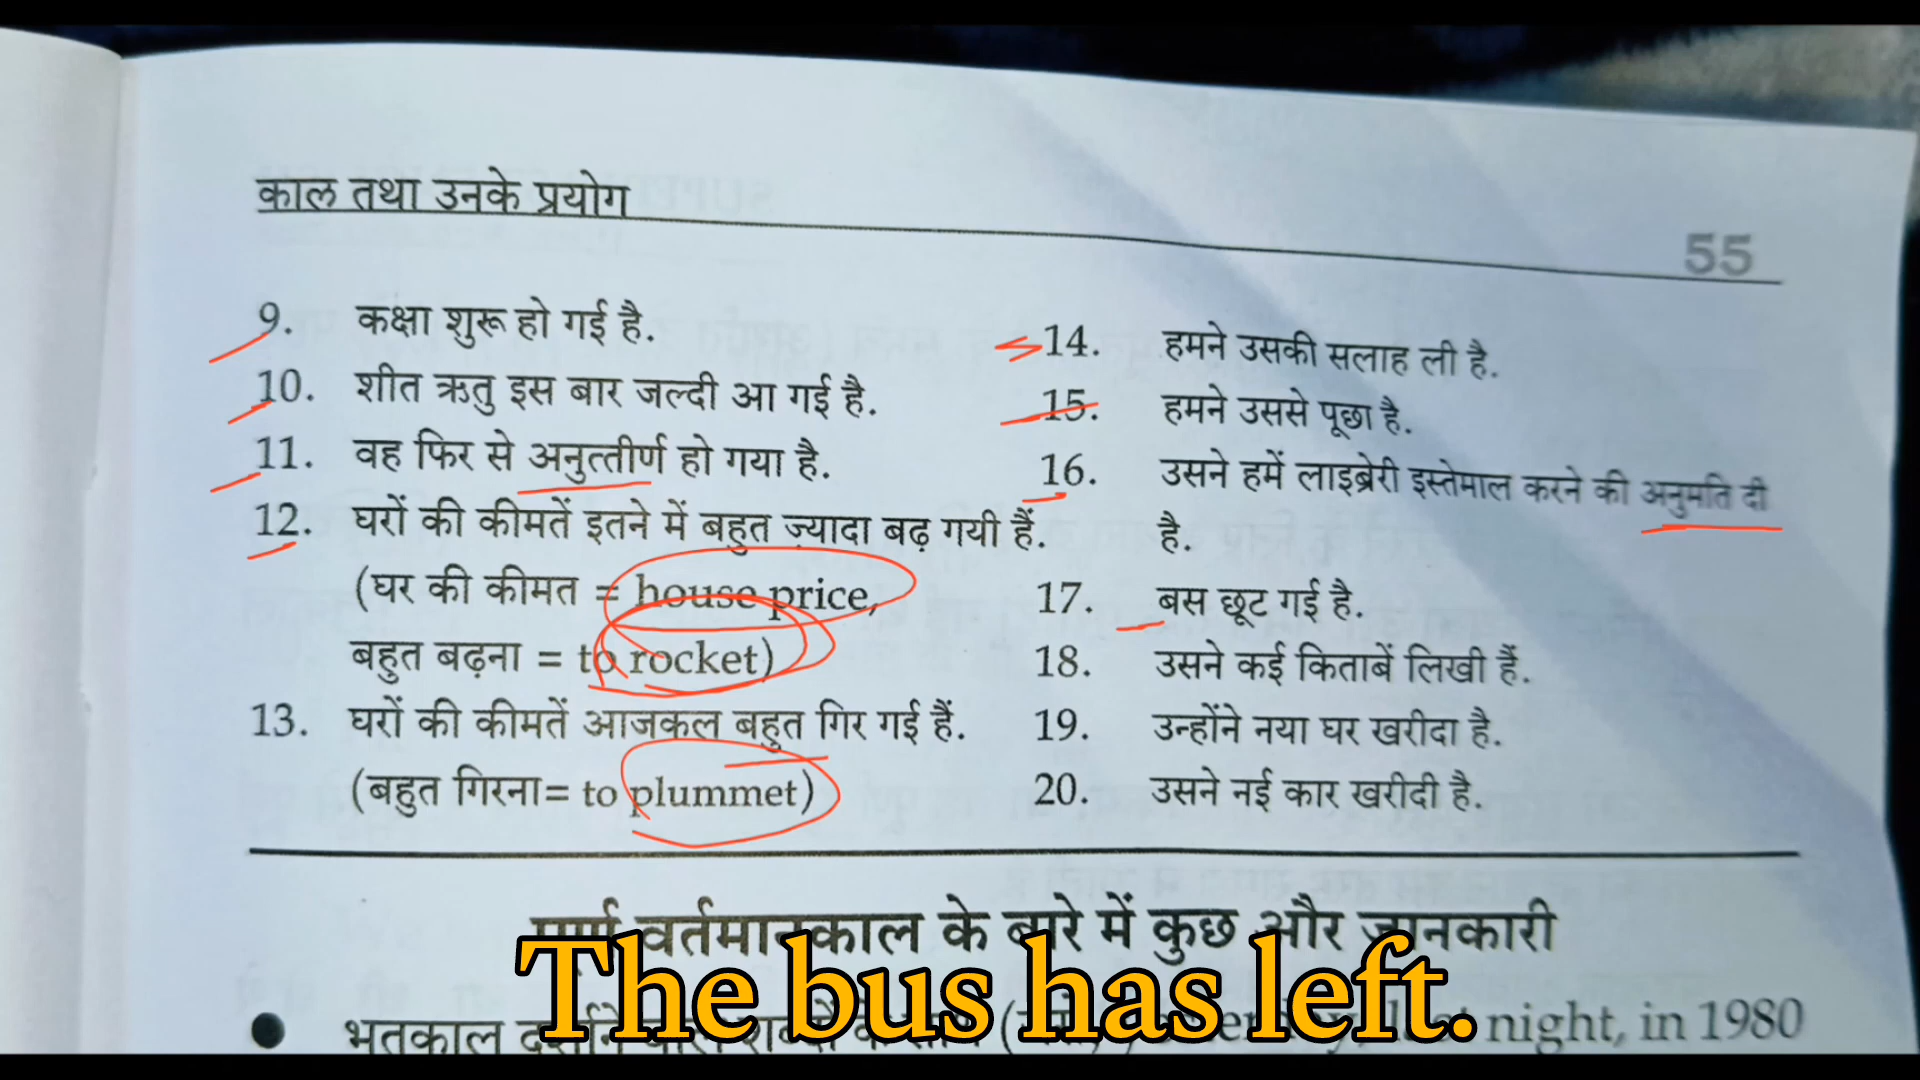 काल तथा उनके प्रयोग
55
9. कक्षा शुरू हो गई है.
10. शीत ऋतु इस बार जल्दी आ गई है.
11. वह फिर से अनुत्तीर्ण हो गया है.
12. घरों की कीमतें इतने में बहुत ज़्यादा बढ़ गयी हैं.
(घर की कीमत = house price,
बहुत बढ़ना = to rocket)
13. घरों की कीमतें आजकल बहुत गिर गई हैं.
(बहुत गिरना= to plummet)
14. हमने उसकी सलाह ली है.
15. हमने उससे पूछा है.
16. उसने हमें लाइब्रेरी इस्तेमाल करने की अनुमति दी
है.
17. बस छूट गई है.
18. उसने कई किताबें लिखी हैं.
19. उन्होंने नया घर खरीदा है.
20. उसने नई कार खरीदी है.
पूर्ण वर्तमानकाल के बारे में कुछ और जानकारी
The bus has left.
भूतकाल night, in 1980